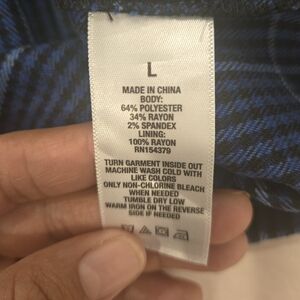 L
MADE IN CHINA
BODY:
64% POLYESTER
34% RAYON
2% SPANDEX
LINING:
100% RAYON
RN154379
TURN GARMENT INSIDE OUT
MACHINE WASH COLD WITH
LIKE COLORS
ONLY NON-CHLORINE BLEACH
WHEN NEEDED
TUMBLE DRY LOW
WARM IRON ON THE REVERSE
SIDE IF NEEDED